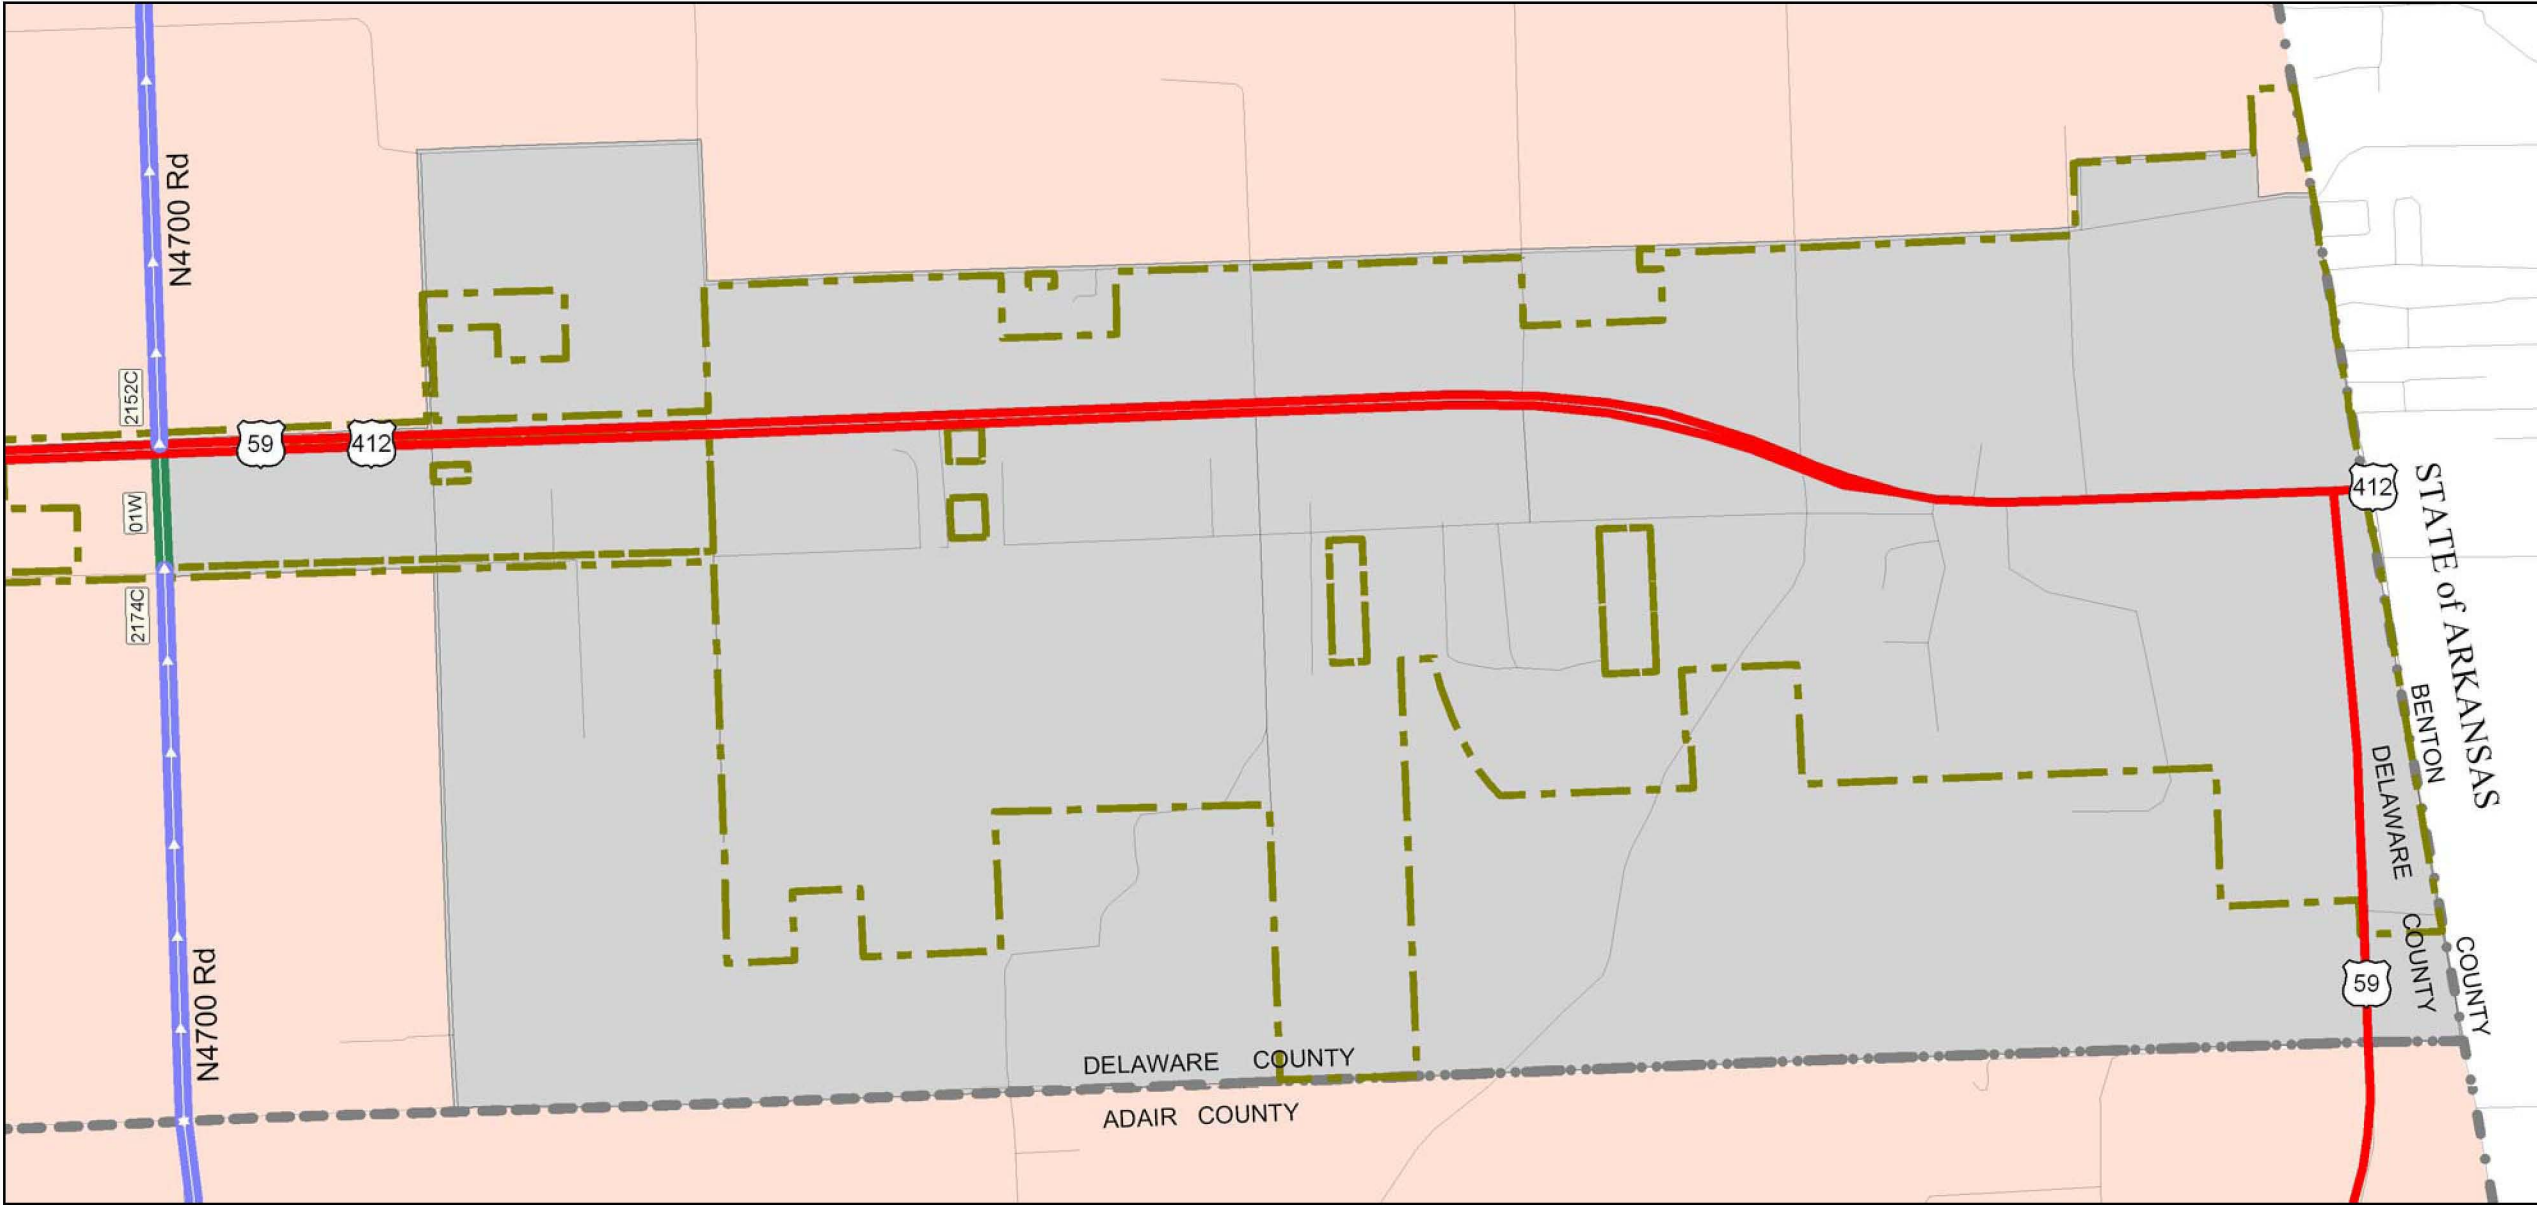 N4700 Rd
2152C
59
412
01W
2174C
N4700 Rd
412
STATE of ARKANSAS
BENTON
COUNTY
DELAWARE
COUNTY
59
DELAWARE COUNTY
ADAIR COUNTY